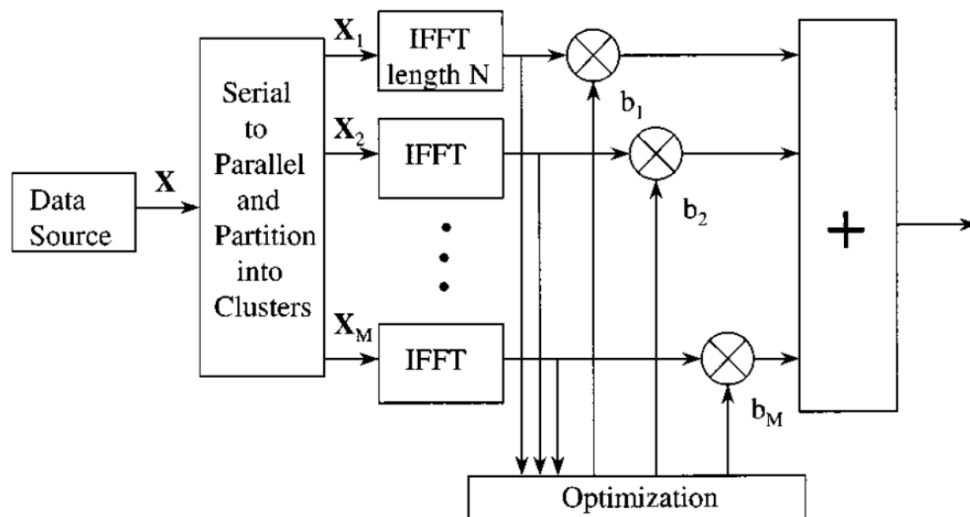 Data
Source
X
Serial
to
Parallel
and
Partition
into
Clusters
X1
IFFT
length N
b1
X2
IFFT
b2
XM
IFFT
bM
+
Optimization